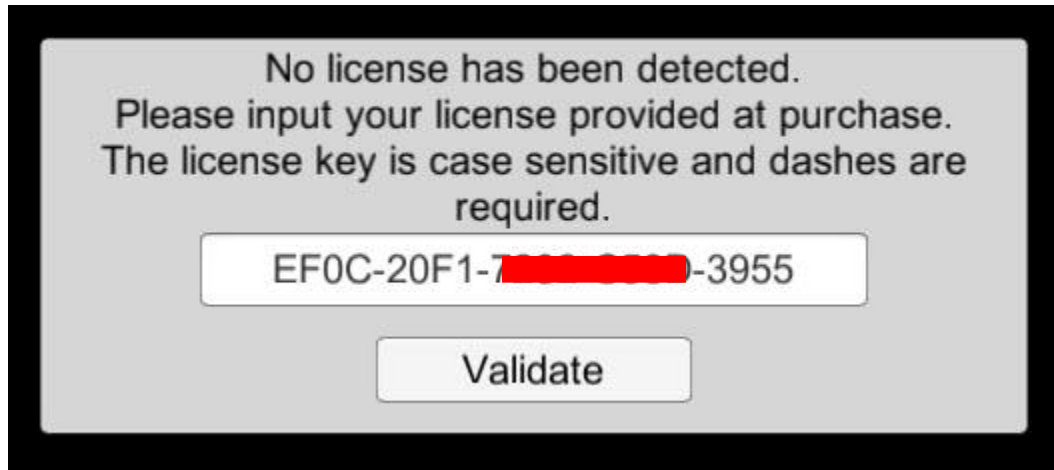 No license has been detected.
Please input your license provided at purchase.
The license key is case sensitive and dashes are
required.
EF0C-20F1- -3955
Validate